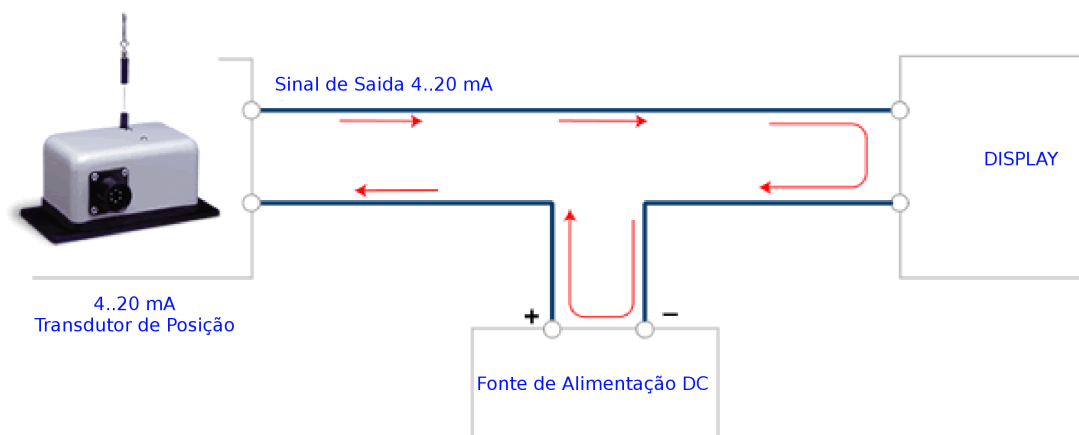 Sinal de Saida 4..20 mA
DISPLAY
4..20 mA
Transdutor de Posição
+ −
Fonte de Alimentação DC